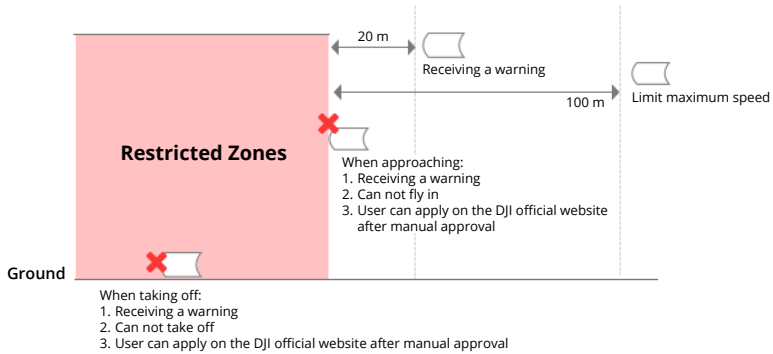 20 m
Receiving a warning
100 m
Limit maximum speed
Restricted Zones
When approaching:
1. Receiving a warning
2. Can not fly in
3. User can apply on the DJI official website
after manual approval
Ground
When taking off:
1. Receiving a warning
2. Can not take off
3. User can apply on the DJI official website after manual approval